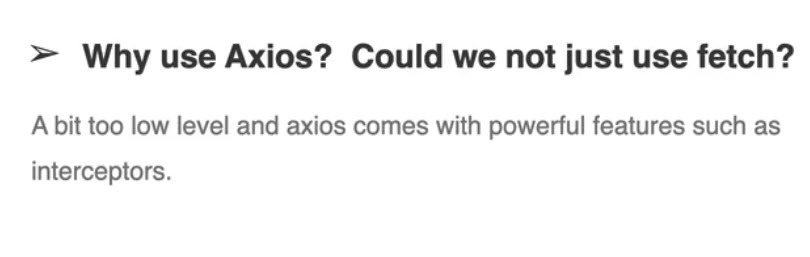 ➢ Why use Axios? Could we not just use fetch?
A bit too low level and axios comes with powerful features such as
interceptors.